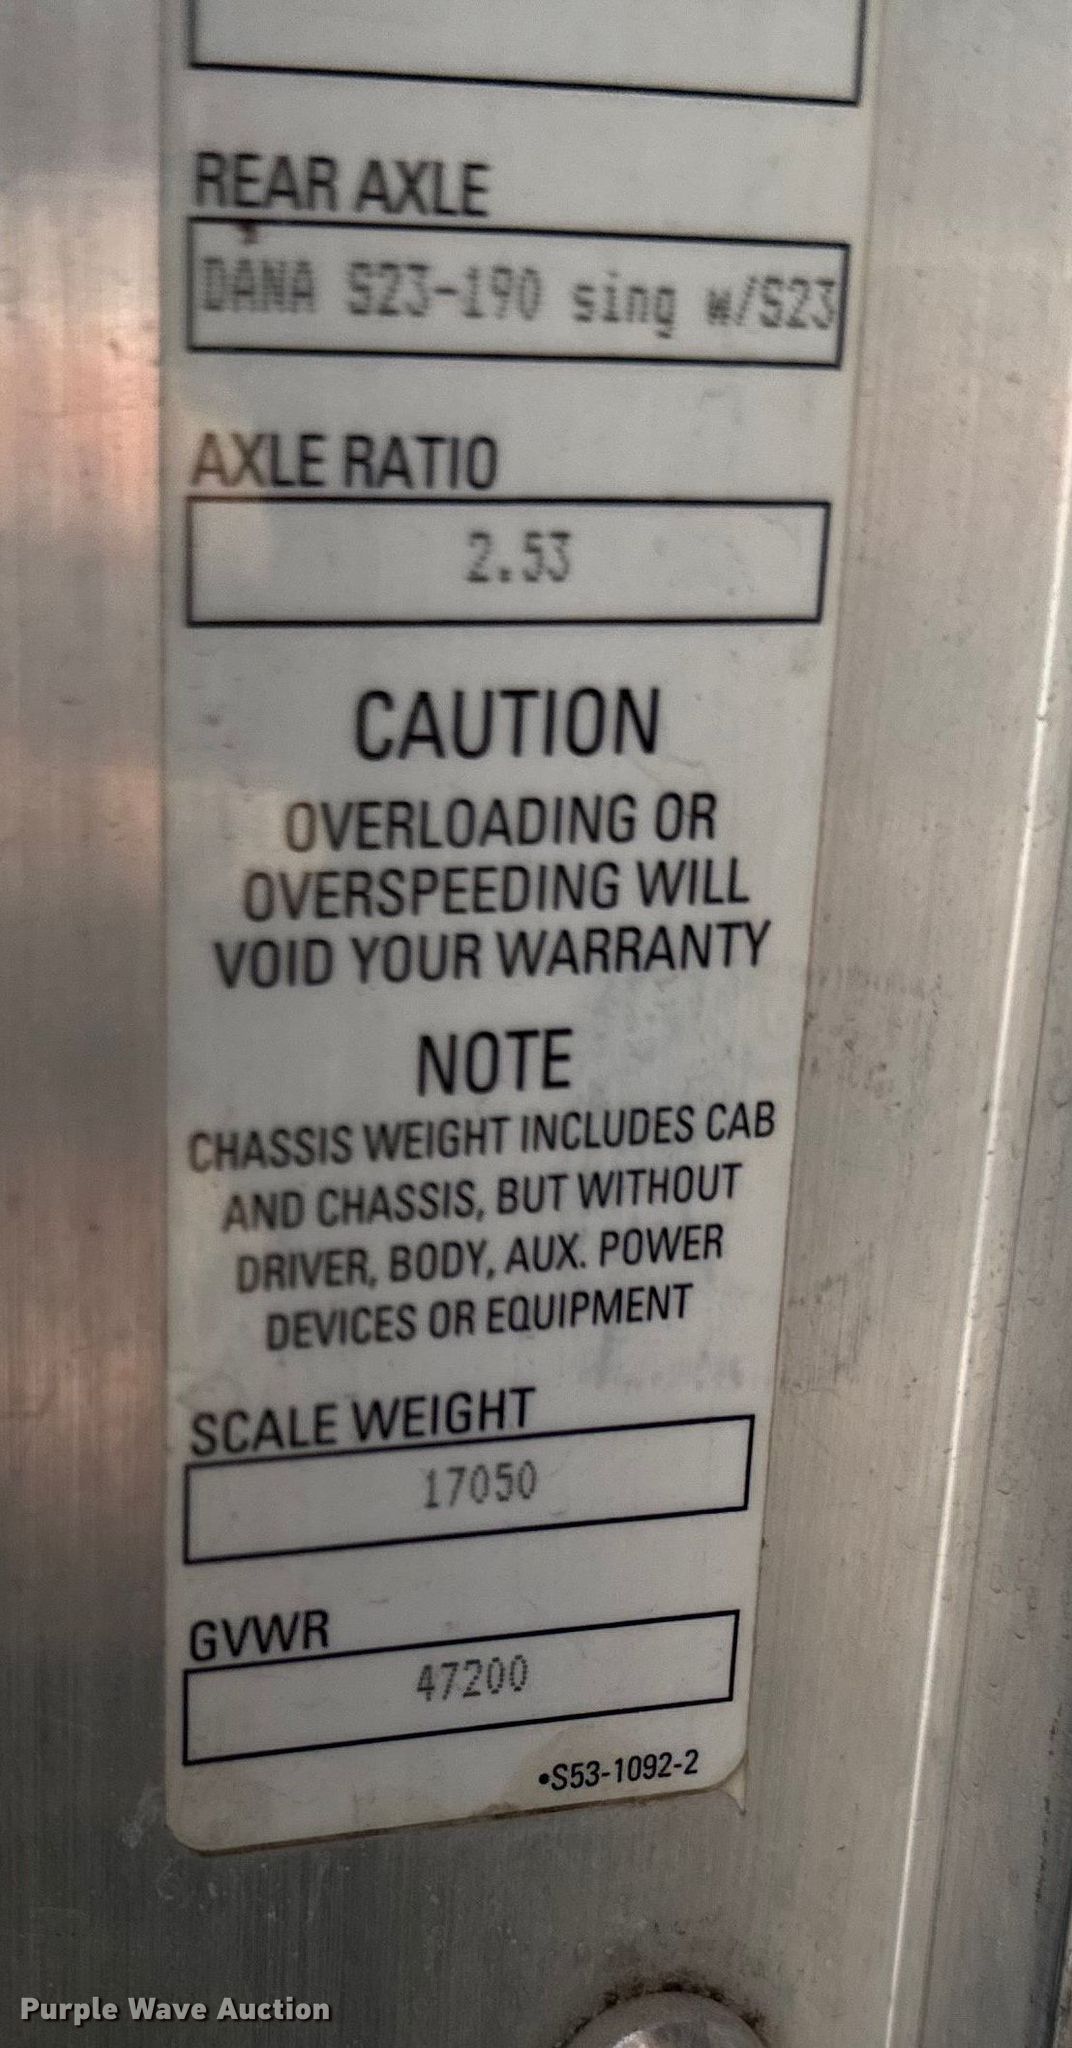 REAR AXLE
DANA S23-190 sing w/S23
AXLE RATIO
2.53
CAUTION
OVERLOADING OR
OVERSPEEDING WILL
VOID YOUR WARRANTY
NOTE
CHASSIS WEIGHT INCLUDES CAB
AND CHASSIS, BUT WITHOUT
DRIVER, BODY, AUX. POWER
DEVICES OR EQUIPMENT
SCALE WEIGHT
17050
GVWR
47200
•S53-1092-2
Purple Wave Auction